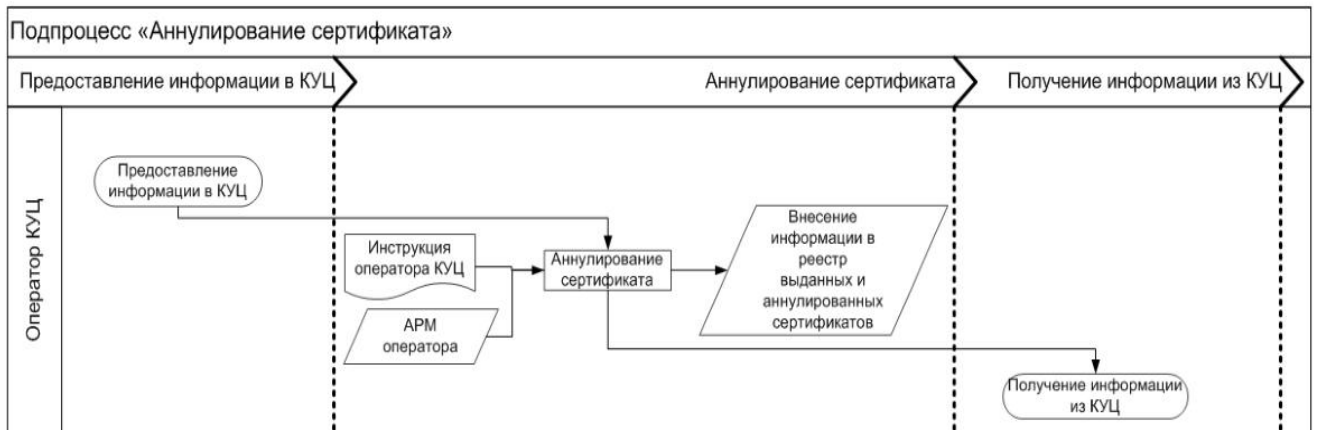 Подпроцесс «Аннулирование сертификата»
Предоставление информации в КУЦ
Аннулирование сертификата
Получение информации из КУЦ
Оператор КУЦ
Предоставление
информации в КУЦ
Инструкция
оператора КУЦ
АРМ
оператора
Аннулирование
сертификата
Внесение
информации в
реестр
выданных и
аннулированных
сертификатов
Получение информации
из КУЦ